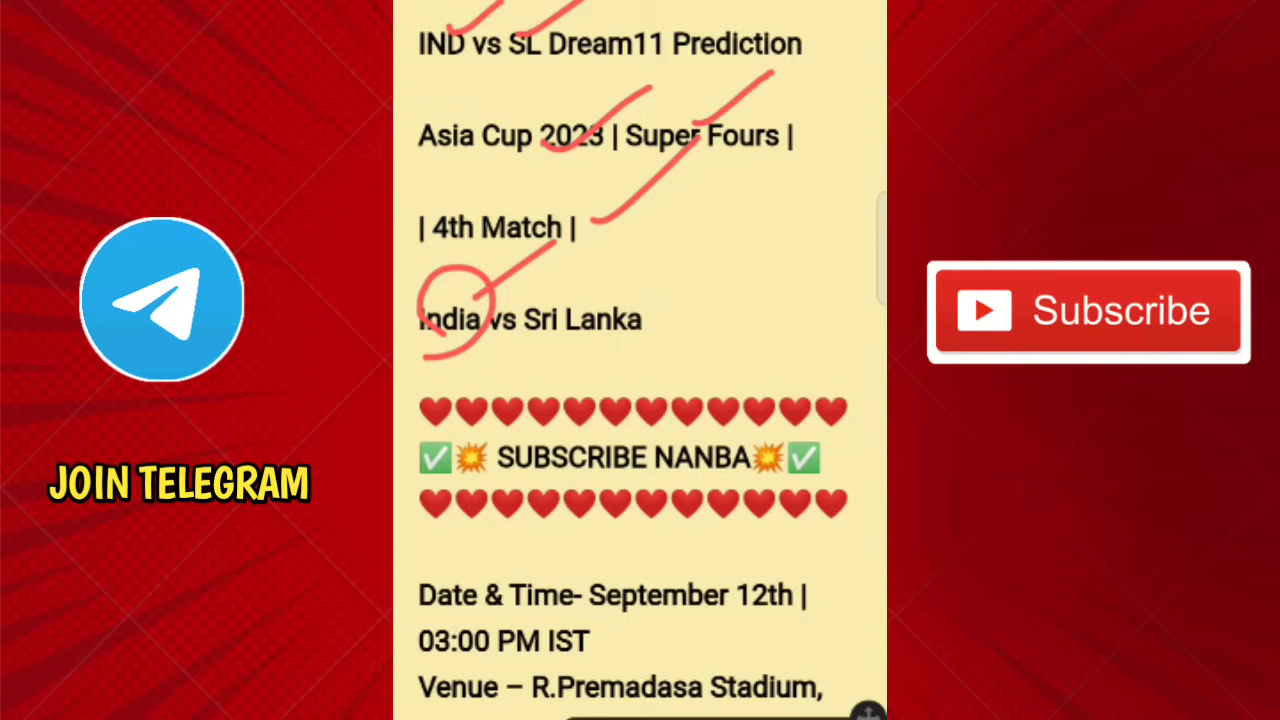 IND vs SL Dream11 Prediction
Asia Cup 2023 | Super Fours |
| 4th Match |
India vs Sri Lanka
SUBSCRIBE NANBA
Date & Time- September 12th |
03:00 PM IST
Venue – R.Premadasa Stadium,
JOIN TELEGRAM
Subscribe